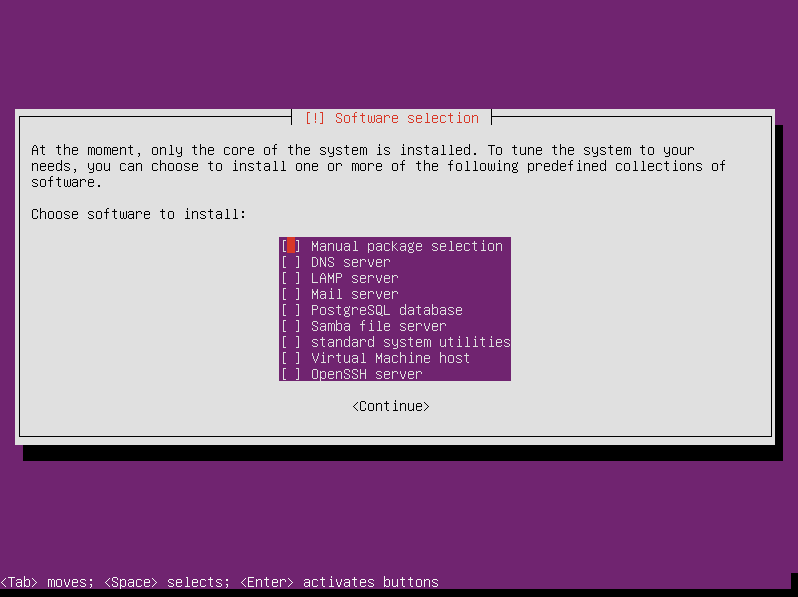 [!] Software selection
At the moment, only the core of the system is installed. To tune the system to your
needs, you can choose to install one or more of the following predefined collections of
software.
Choose software to install:
[ ] Manual package selection
[ ] DNS server
[ ] LAMP server
[ ] Mail server
[ ] PostgreSQL database
[ ] Samba file server
[ ] standard system utilities
[ ] Virtual Machine host
[ ] OpenSSH server
<Continue>
<Tab> moves; <Space> selects; <Enter> activates buttons